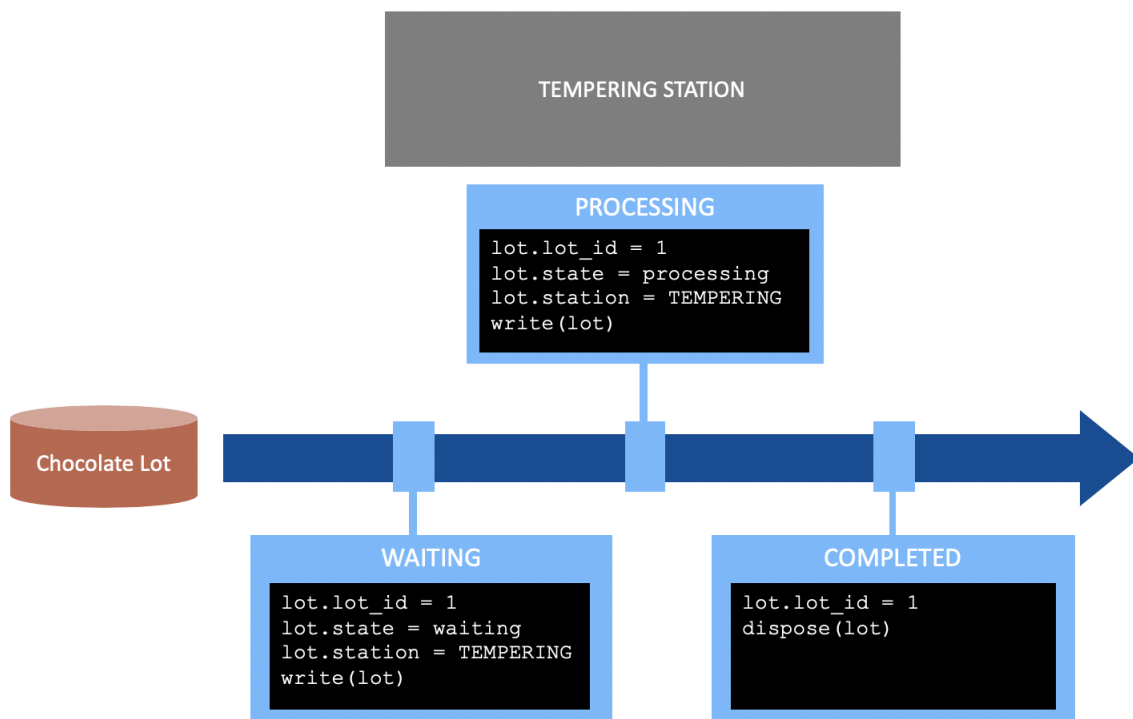 TEMPERING STATION
PROCESSING
lot.lot_id = 1
lot.state = processing
lot.station = TEMPERING
write(lot)
Chocolate Lot
WAITING
lot.lot_id = 1
lot.state = waiting
lot.station = TEMPERING
write(lot)
COMPLETED
lot.lot_id = 1
dispose(lot)